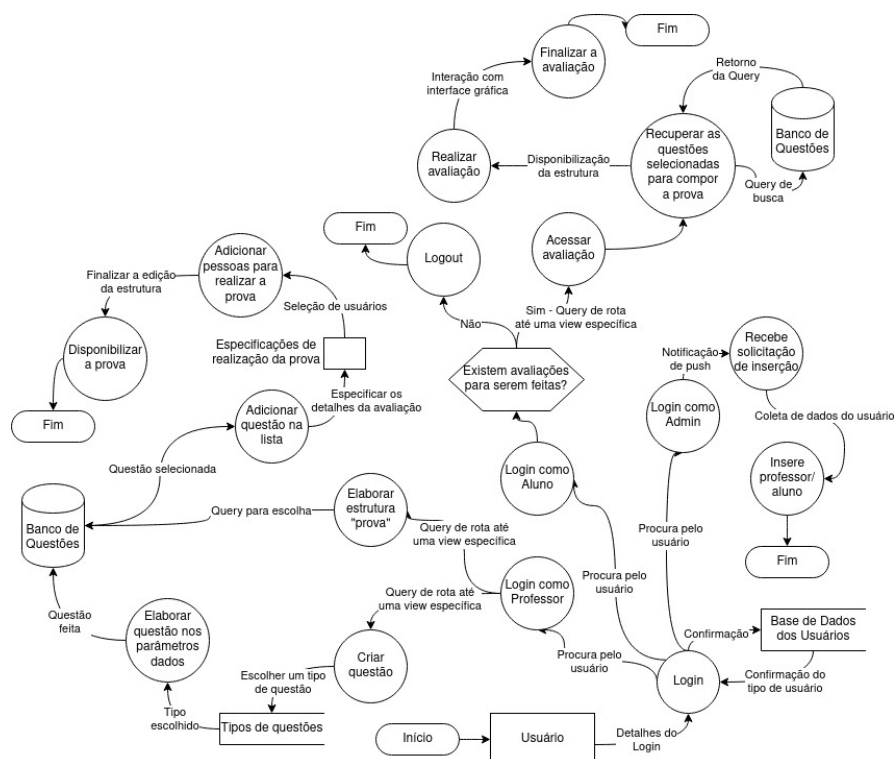 Fim
Finalizar a
avaliação
Interação com
interface gráfica
Retorno
da Query
Banco de
Questões
Recuperar as
questões
selecionadas
para compor
a prova
Realizar
avaliação
Disponibilização
da estrutura
Query de
busca
Fim
Acessar
avaliação
Logout
Adicionar
pessoas para
realizar a
prova
Finalizar a edição
da estrutura
Seleção de usuários
Sim - Query de rota
até uma view específica
Não
Disponibilizar
a prova
Especificações de
realização da prova
Existem avaliações
para serem feitas?
Notificação
de push
Recebe
solicitação
de inserção
Especificar os
detalhes da avaliação
Login como
Admin
Coleta de dados do usuário
Fim
Adicionar
questão na
lista
Questão selecionada
Login como
Aluno
Insere
professor/
aluno
Elaborar
estrutura
"prova"
Query para escolha
Banco de
Questões
Query de rota até
uma view específica
Procura pelo
usuário
Fim
Query de rota até
uma view específica
Login como
Professor
Procura pelo
usuário
Questão
feita
Elaborar
questão nos
parâmetros
dados
Confirmação
Base de Dados
dos Usuários
Criar
questão
Procura pelo
usuário
Login
Confirmação do
tipo de usuário
Escolher um tipo
de questão
Tipo
escolhido
Tipos de questões
Início
Usuário
Detalhes do
Login